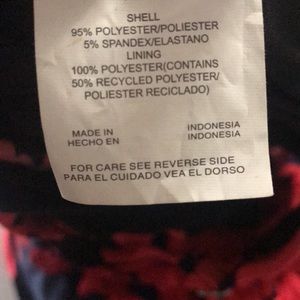 SHELL
95% POLYESTER/POLIESTER
5% SPANDEX/ELASTANO
LINING
100% POLYESTER(CONTAINS
50% RECYCLED POLYESTER/
POLIESTER RECICLADO)
MADE IN INDONESIA
HECHO EN INDONESIA
FOR CARE SEE REVERSE SIDE
PARA EL CUIDADO VEA EL DORSO